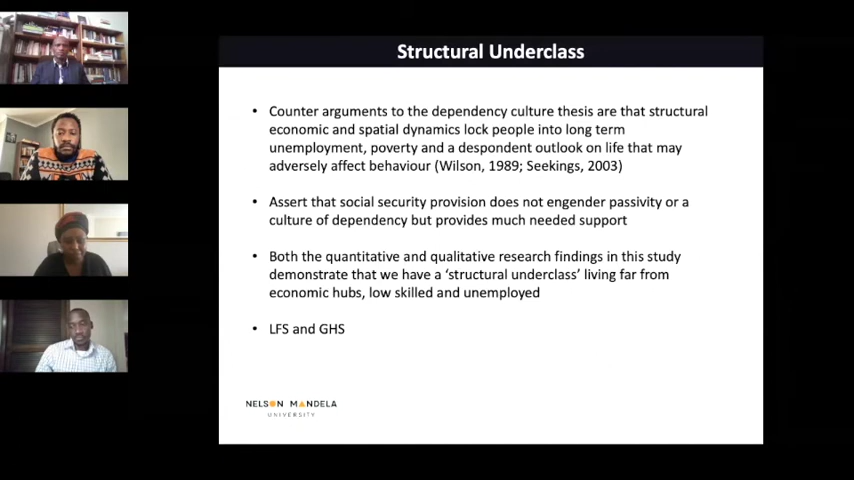 Structural Underclass
• Counter arguments to the dependency culture thesis are that structural
economic and spatial dynamics lock people into long term
unemployment, poverty and a despondent outlook on life that may
adversely affect behaviour (Wilson, 1989; Seekings, 2003)
• Assert that social security provision does not engender passivity or a
culture of dependency but provides much needed support
• Both the quantitative and qualitative research findings in this study
demonstrate that we have a ‘structural underclass’ living far from
economic hubs, low skilled and unemployed
• LFS and GHS
NELSON MANDELA
UNIVERSITY